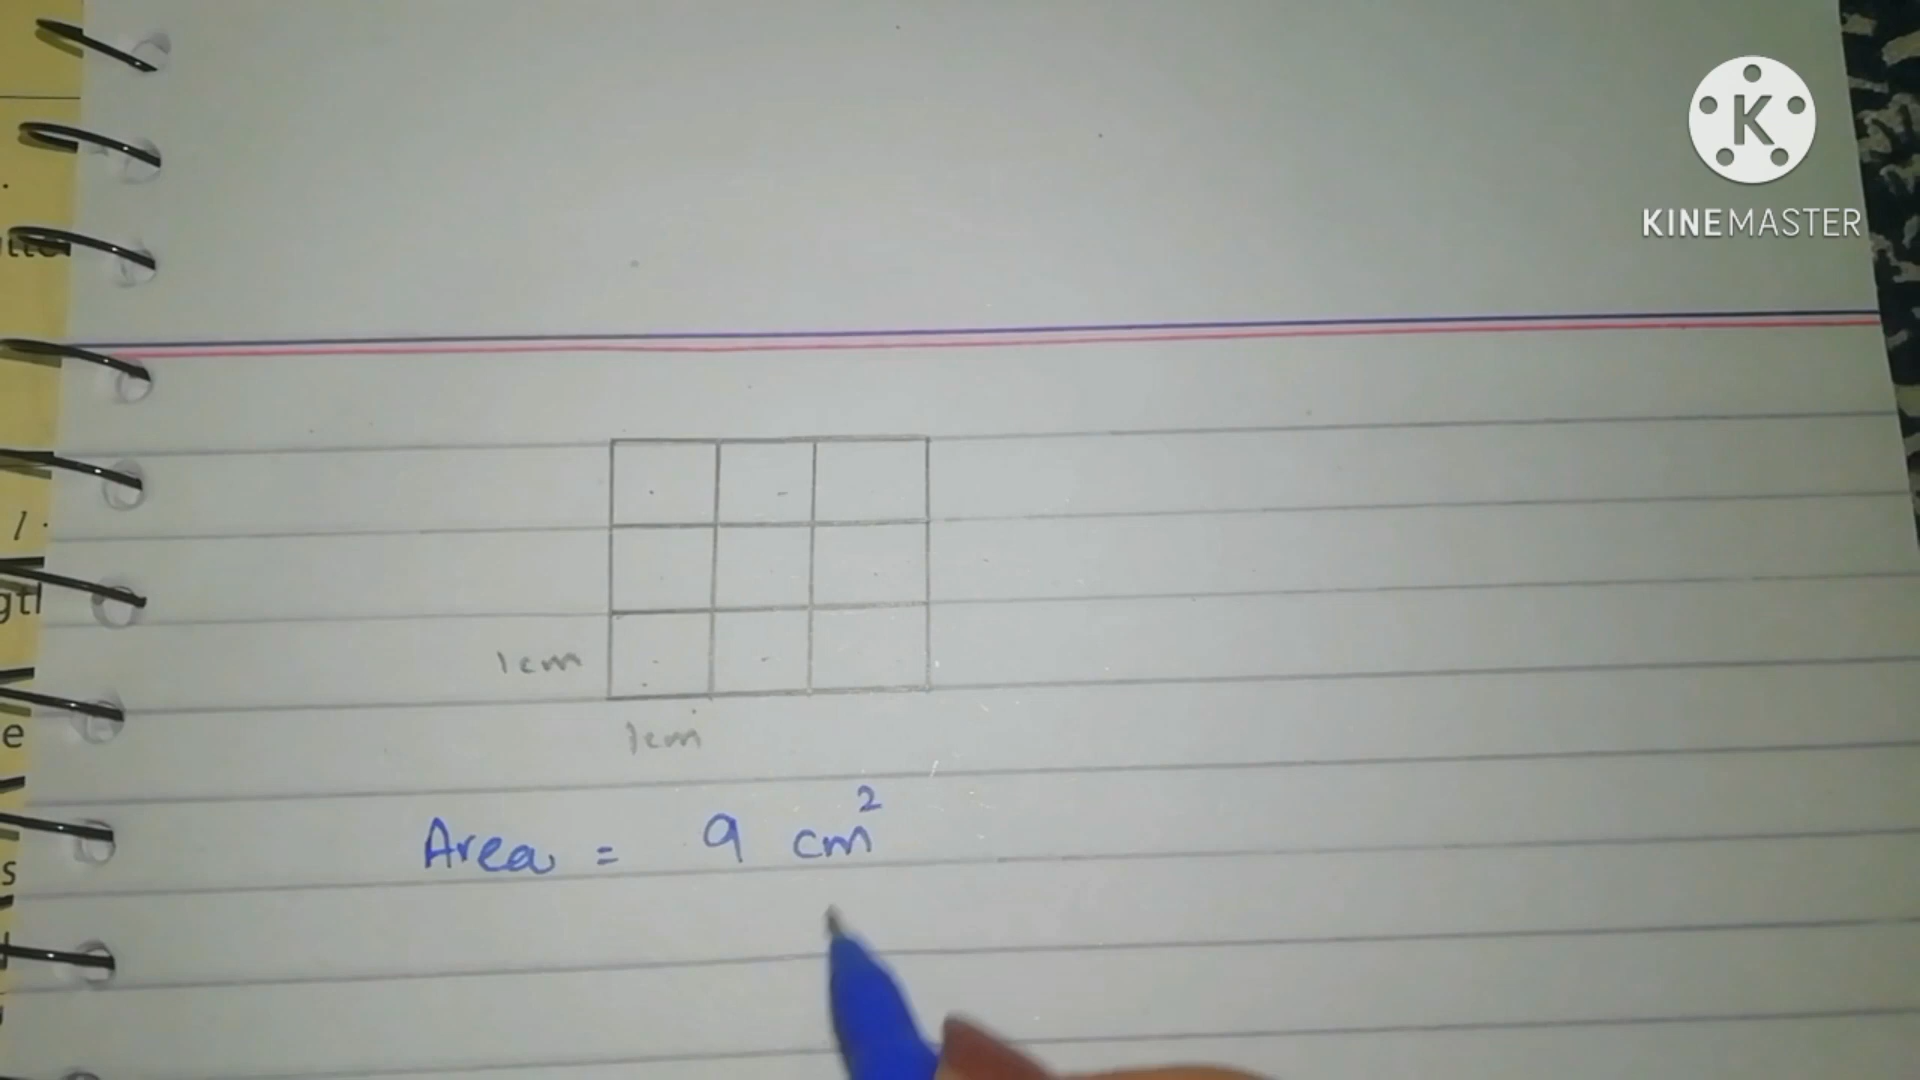 KINEMASTER
1cm
1cm
Area = 9 cm²